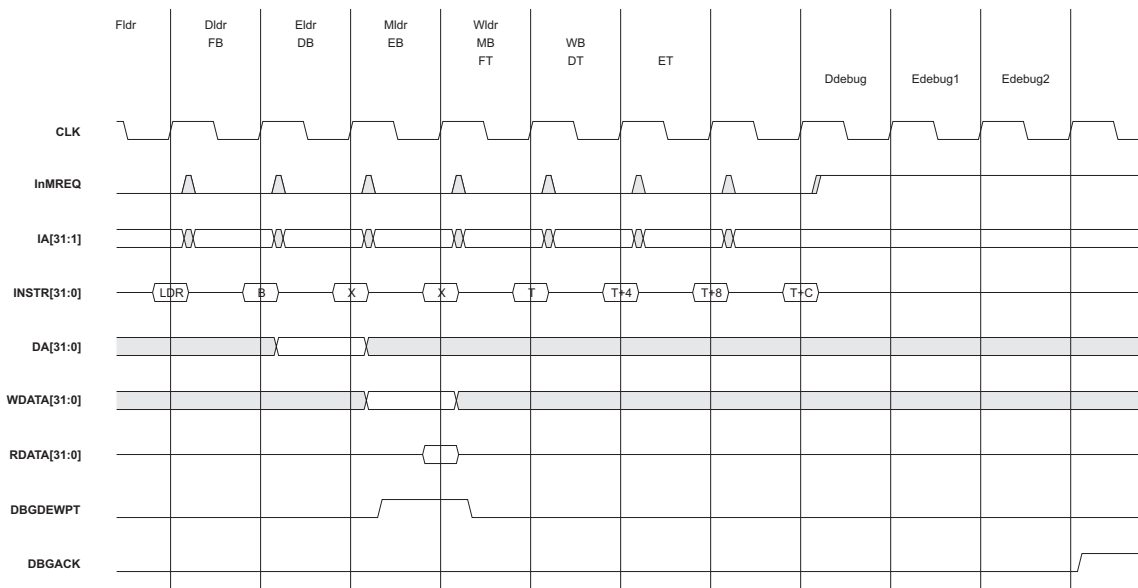 Fldr Dldr Eldr Mldr Wldr
FB DB EB MB WB
FT DT ET
Ddebug Edebug1 Edebug2
CLK
InMREQ
IA[31:1]
INSTR[31:0] LDR B X X T T+4 T+8 T+C
DA[31:0]
WDATA[31:0]
RDATA[31:0]
DBGDEWPT
DBGACK